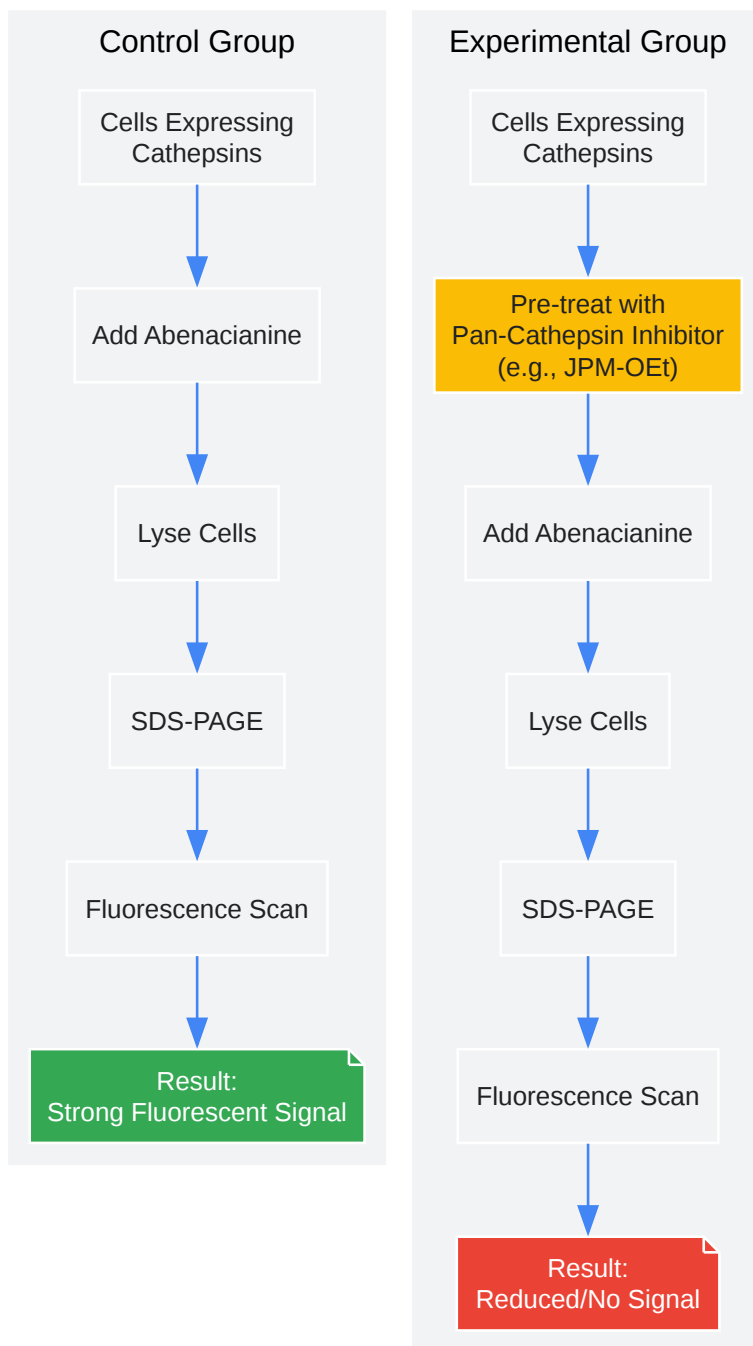 Control Group
Cells Expressing
Cathepsins
Add Abenacianine
Lyse Cells
SDS-PAGE
Fluorescence Scan
Result:
Strong Fluorescent Signal
Experimental Group
Cells Expressing
Cathepsins
Pre-treat with
Pan-Cathepsin Inhibitor
(e.g., JPM-OEt)
Add Abenacianine
Lyse Cells
SDS-PAGE
Fluorescence Scan
Result:
Reduced/No Signal